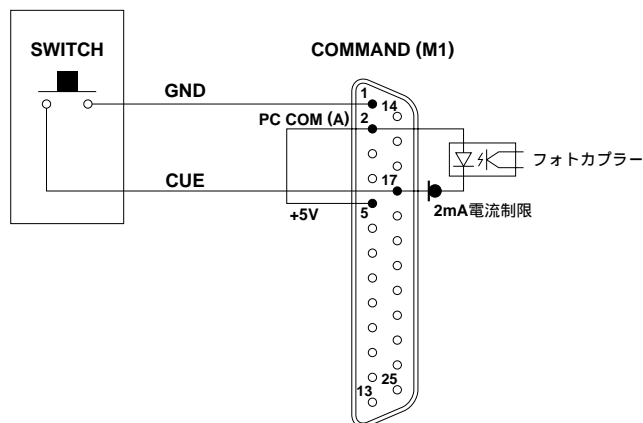 SWITCH
COMMAND (M1)
GND
1
14
PC COM (A)
2
フォトカプラー
CUE
17
5
+5V
2mA電流制限
25
13